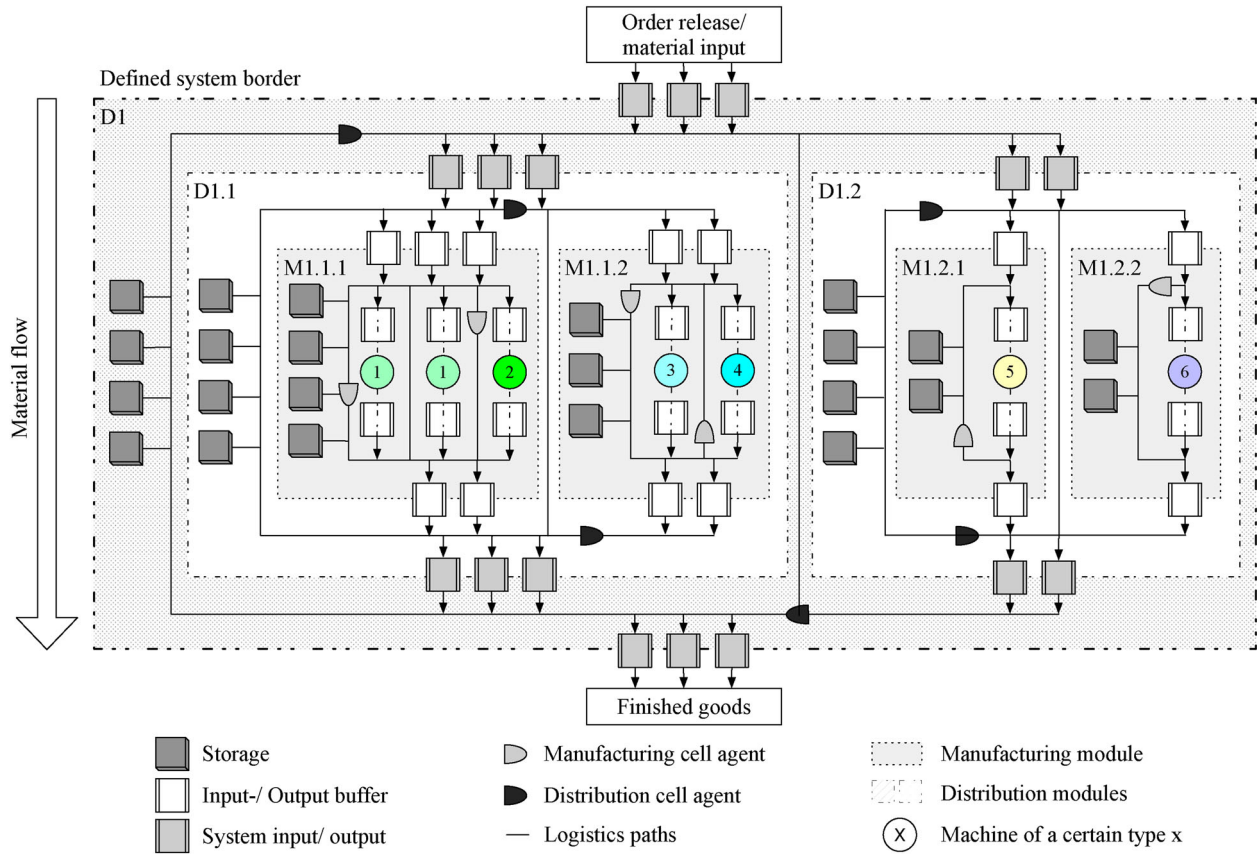 Order release/
material input
Defined system border
D1
D1.1
D1.2
M1.1.1
M1.1.2
M1.2.1
M1.2.2
Material flow
1
1
2
3
4
5
6
Finished goods
Storage
Manufacturing cell agent
Manufacturing module
Input-/ Output buffer
Distribution cell agent
Distribution modules
System input/ output
Logistics paths
X
Machine of a certain type x